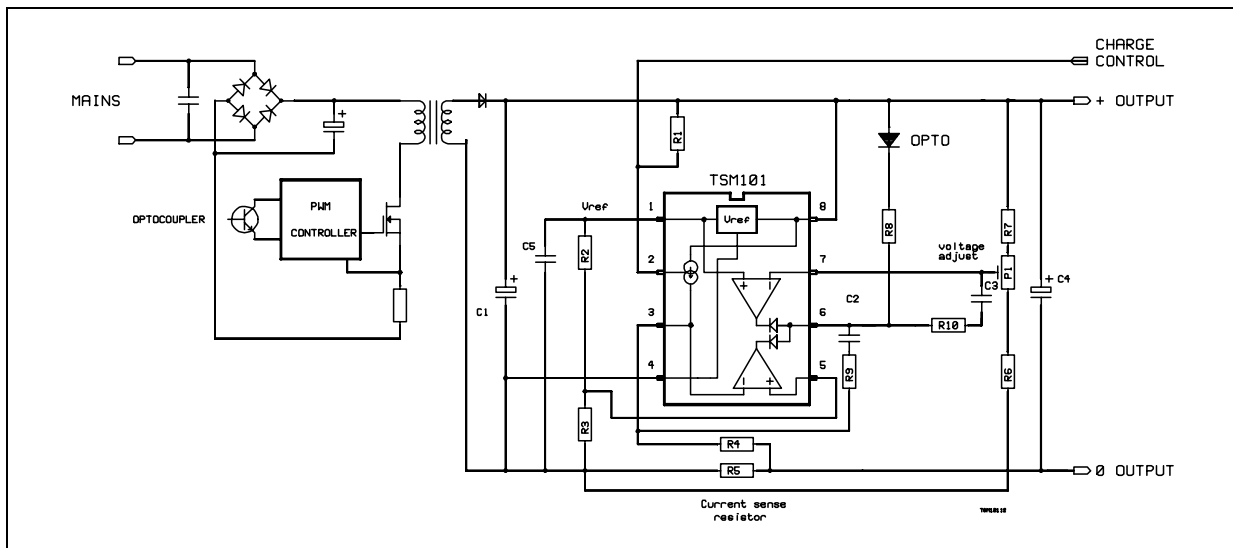 CHARGE
CONTROL
MAINS
+ OUTPUT
+
R1
OPTO
TSM101
OPTOCOUPLER
PWM
CONTROLLER
Vref
1
Vref
8
R8
R7
C5
R2
voltage
adjust
2
7
P1
+
C1
+
-
C2
C3
+
C4
3
6
R10
4
5
R9
R6
-
+
R3
R4
R5
0 OUTPUT
Current sense
resistor